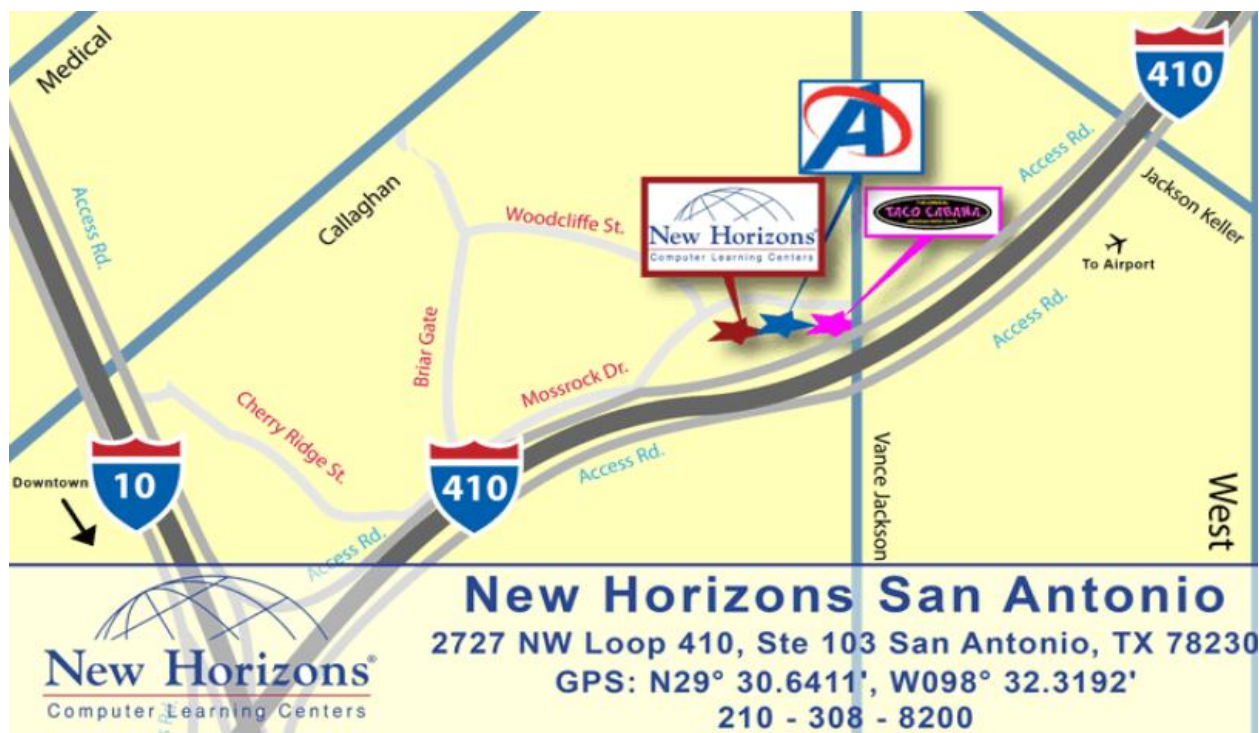 Medical
Access Rd.
Callaghan
Woodcliffe St.
Briar Gate
Cherry Ridge St.
Mossrock Dr.
New Horizons®
Computer Learning Centers
A
TACO CABANA
410
Access Rd.
Jackson Keller
To Airport
Access Rd.
Access Rd.
Vance Jackson
West
Downtown
10
410
Access Rd.
New Horizons®
Computer Learning Centers
New Horizons San Antonio
2727 NW Loop 410, Ste 103 San Antonio, TX 78230
GPS: N29° 30.6411', W098° 32.3192'
210 - 308 - 8200